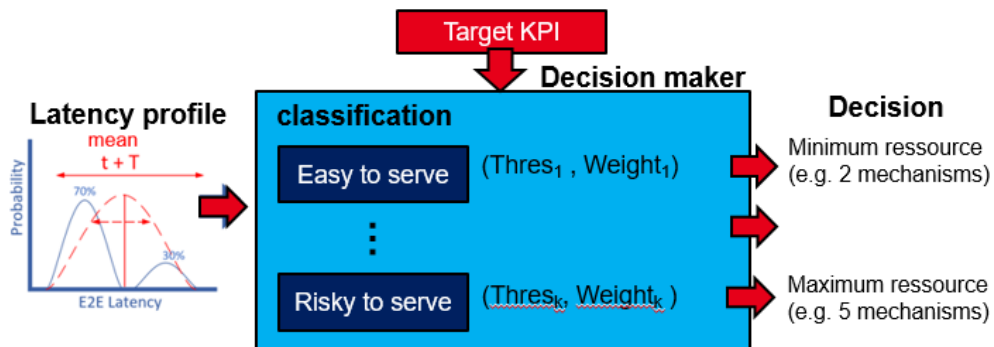 Target KPI
Decision maker
Latency profile
mean
t + T
70%
30%
Probability
E2E Latency
classification
Easy to serve
(Thres₁ , Weight₁)
⋮
Risky to serve
(Thresₖ, Weightₖ )
Decision
Minimum ressource
(e.g. 2 mechanisms)
Maximum ressource
(e.g. 5 mechanisms)